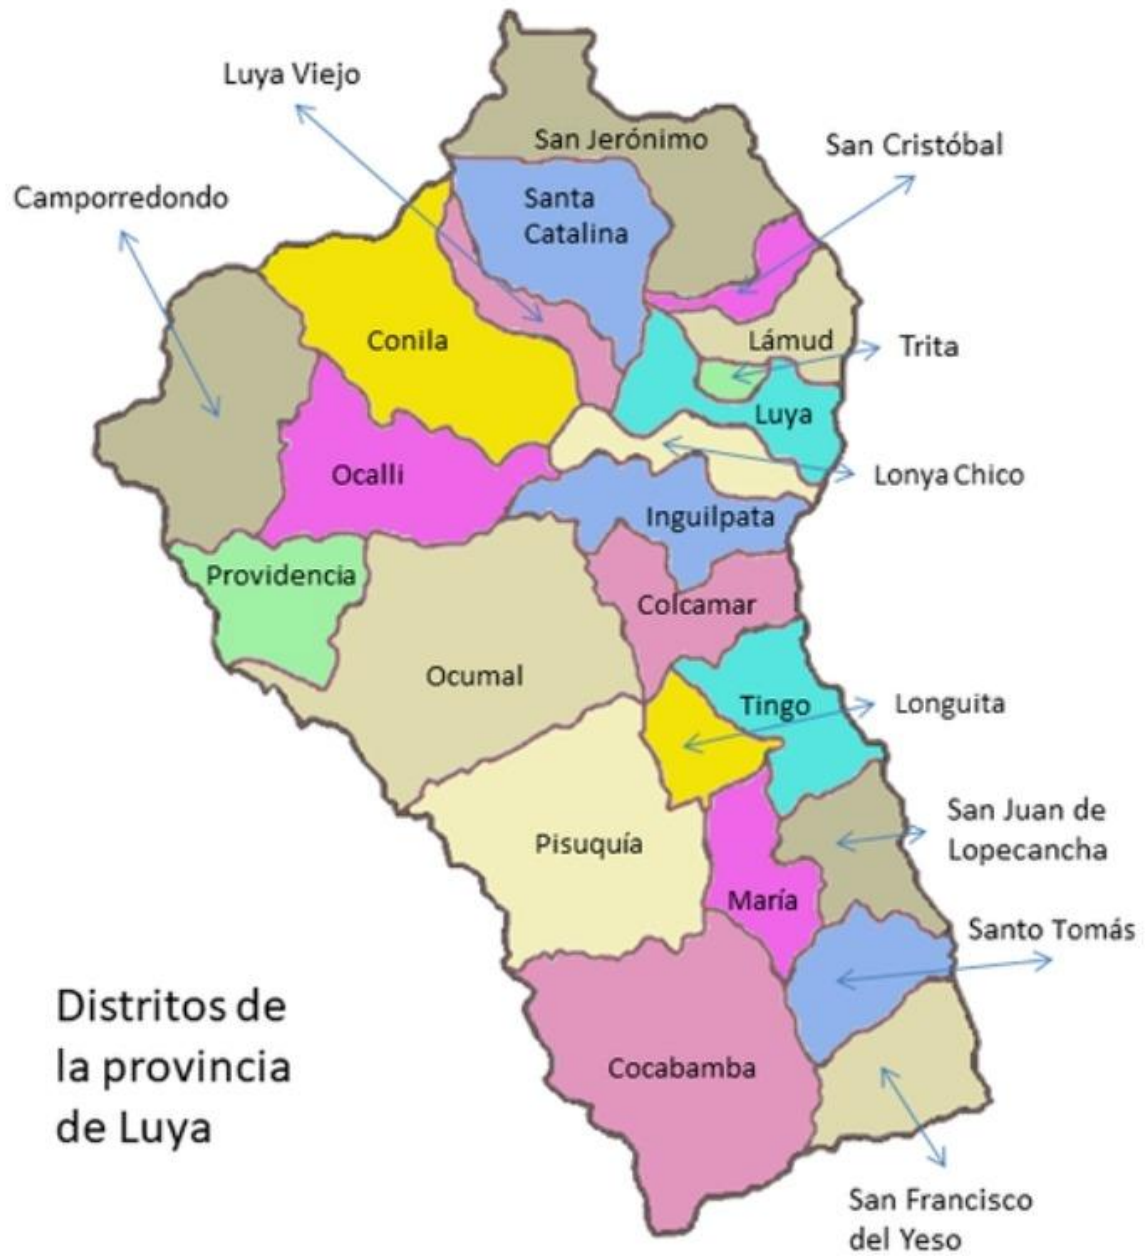 Luya Viejo
San Jerónimo
San Cristóbal
Camporredondo
Santa
Catalina
Conila
Lámud
Trita
Luya
Ocalli
Lonya Chico
Inguilpata
Providencia
Colcamar
Ocumal
Tingo
Longuita
Pisuquía
San Juan de
Lopecancha
María
Santo Tomás
Distritos de
la provincia
de Luya
Cocabamba
San Francisco
del Yeso